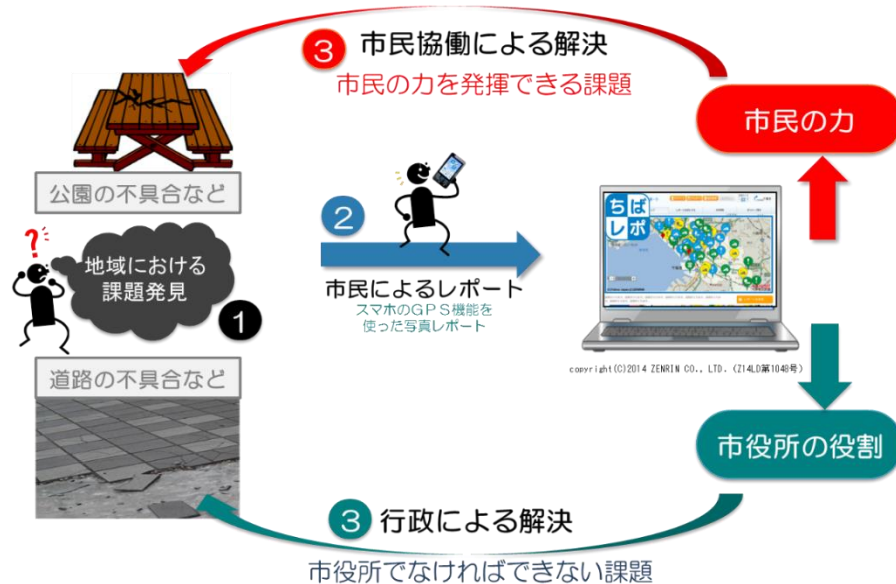 3 市民協働による解決
市民の力を発揮できる課題
市民の力
公園の不具合など
2
ちば
レポ
?
地域における
課題発見
1
市民によるレポート
スマホのGPS機能を
使った写真レポート
道路の不具合など
copyright(C)2014 ZENRIN CO., LTD. (Z14LD第1048号)
市役所の役割
3 行政による解決
市役所でなければできない課題